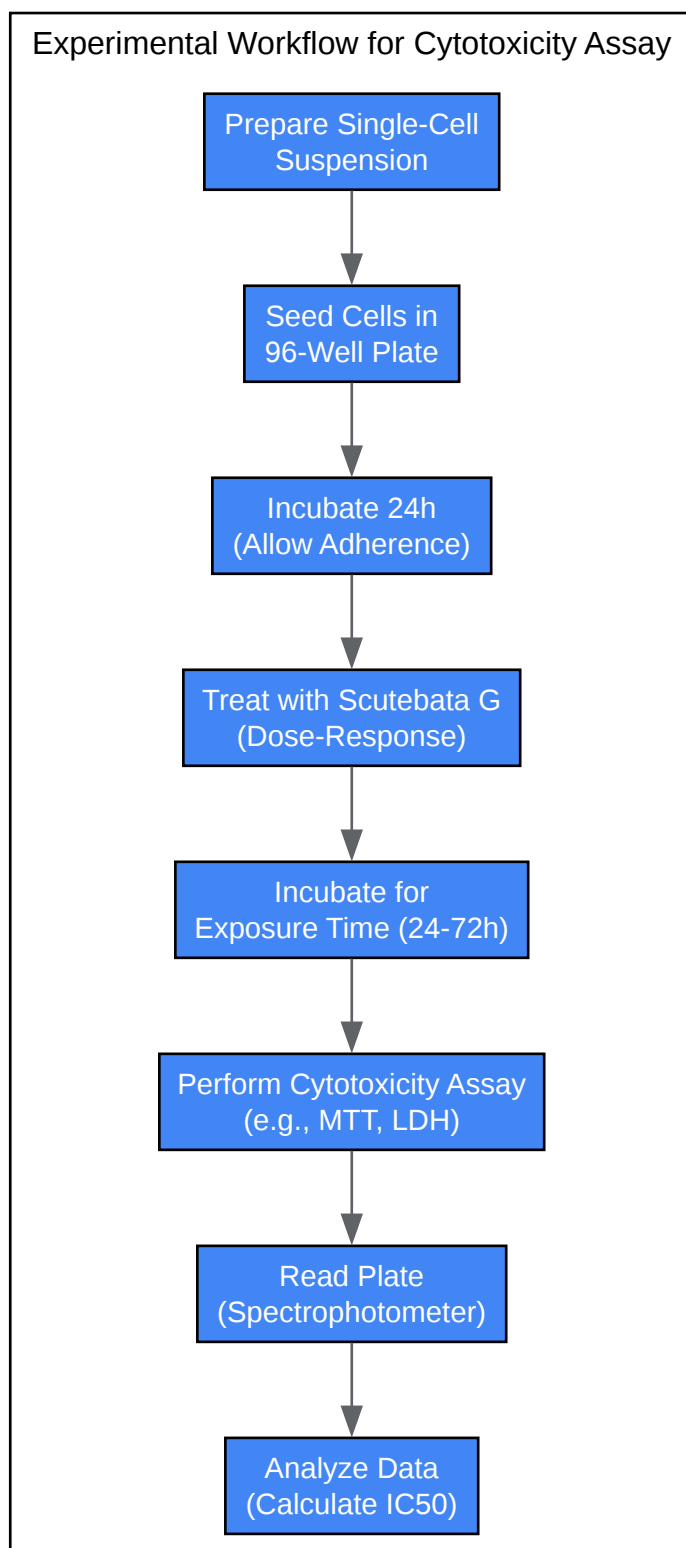 Experimental Workflow for Cytotoxicity Assay
Prepare Single-Cell
Suspension
Seed Cells in
96-Well Plate
Incubate 24h
(Allow Adherence)
Treat with Scutebata G
(Dose-Response)
Incubate for
Exposure Time (24-72h)
Perform Cytotoxicity Assay
(e.g., MTT, LDH)
Read Plate
(Spectrophotometer)
Analyze Data
(Calculate IC50)